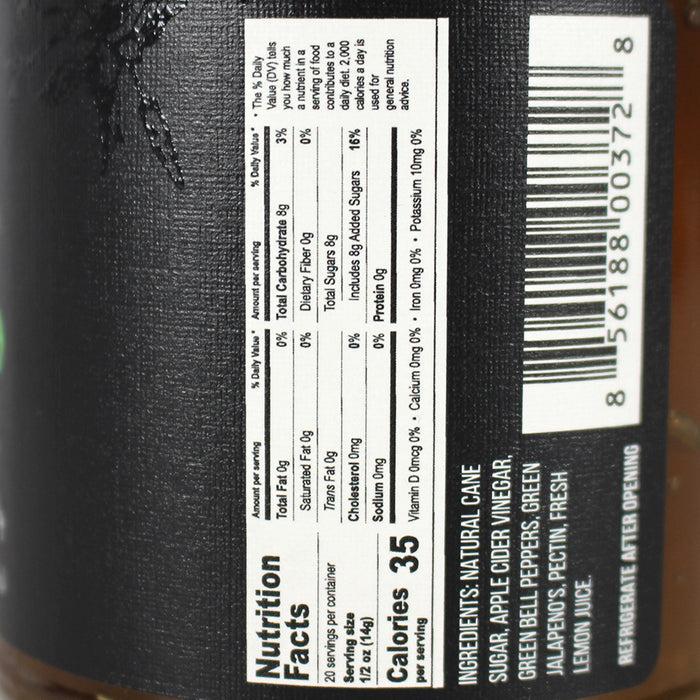 Nutrition
Facts
20 servings per container
Serving size
1/2 oz (14g)
Calories 35
per serving
Amount per serving % Daily Value *
Total Fat 0g 0%
Saturated Fat 0g 0%
Trans Fat 0g
Cholesterol 0mg 0%
Sodium 0mg 0%
Amount per serving % Daily Value *
Total Carbohydrate 8g 3%
Dietary Fiber 0g 0%
Total Sugars 8g
Includes 8g Added Sugars 16%
Protein 0g
Vitamin D 0mcg 0% • Calcium 0mg 0% • Iron 0mg 0% • Potassium 10mg 0%
* The % Daily
Value (DV) tells
you how much
a nutrient in a
serving of food
contributes to a
daily diet. 2,000
calories a day is
used for
general nutrition
advice.
INGREDIENTS: NATURAL CANE
SUGAR, APPLE CIDER VINEGAR,
GREEN BELL PEPPERS, GREEN
JALAPENO'S, PECTIN, FRESH
LEMON JUICE.
REFRIGERATE AFTER OPENING
8 56188 00372 8